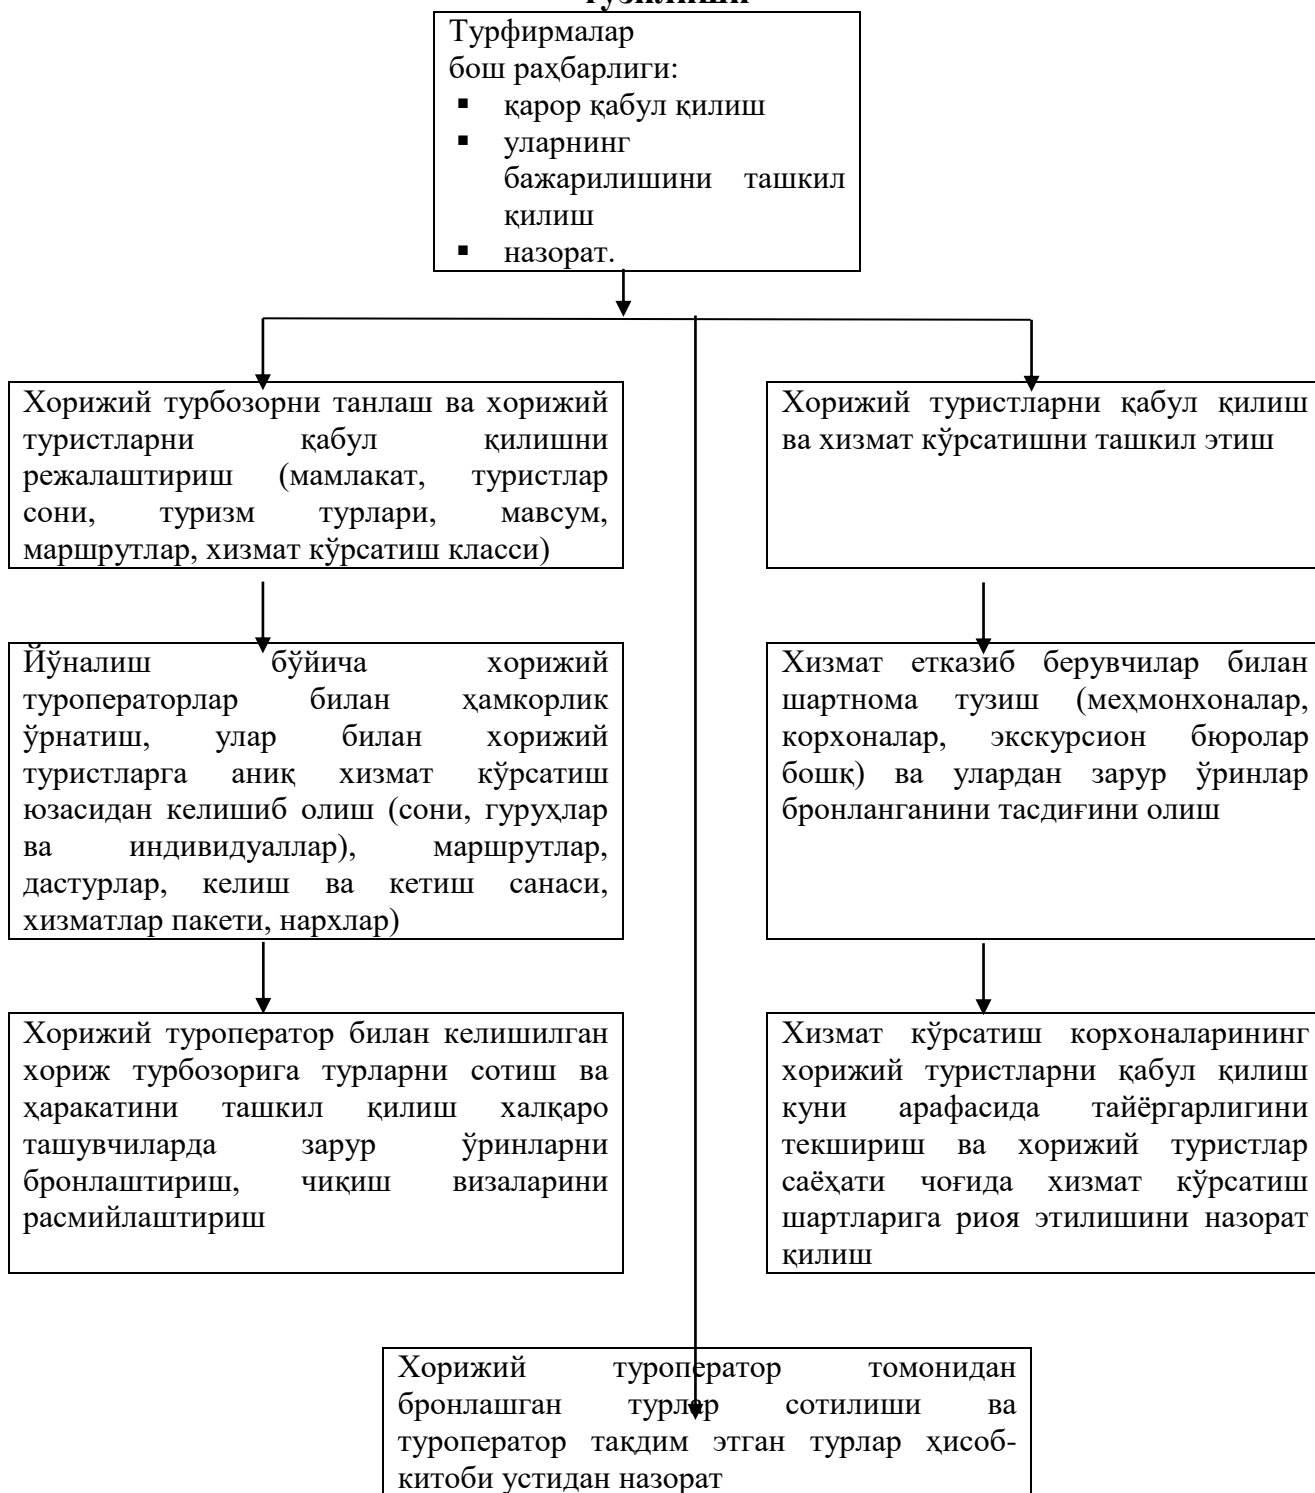 тузилиши
Турфирмалар
бош раҳбарлиги:
▪ қарор қабул қилиш
▪ уларнинг
бажарилишини ташкил
қилиш
▪ назорат.
Хорижий турбозорни танлаш ва хорижий
туристларни қабул қилишни
режалаштириш (мамлакат, туристлар
сони, туризм турлари, мавсум,
маршрутлар, хизмат кўрсатиш класси)
Йўналиш бўйича хорижий
туроператорлар билан ҳамкорлик
ўрнатиш, улар билан хорижий
туристларга аниқ хизмат кўрсатиш
юзасидан келишиб олиш (сони, гуруҳлар
ва индивидуаллар), маршрутлар,
дастурлар, келиш ва кетиш санаси,
хизматлар пакети, нархлар)
Хорижий туроператор билан келишилган
хориж турбозорига турларни сотиш ва
ҳаракатини ташкил қилиш халқаро
ташувчиларда зарур ўринларни
бронлаштириш, чиқиш визаларини
расмийлаштириш
Хорижий туристларни қабул қилиш
ва хизмат кўрсатишни ташкил этиш
Хизмат етказиб берувчилар билан
шартнома тузиш (меҳмонхоналар,
корхоналар, экскурсион бюролар
бошқ) ва улардан зарур ўринлар
бронланганини тасдиғини олиш
Хизмат кўрсатиш корхоналарининг
хорижий туристларни қабул қилиш
куни арафасида тайёргарлигини
текшириш ва хорижий туристлар
саёҳати чоғида хизмат кўрсатиш
шартларига риоя этилишини назорат
қилиш
Хорижий туроператор томонидан
бронлашган турлар сотилиши ва
туроператор тақдим этган турлар ҳисоб-
китоби устидан назорат